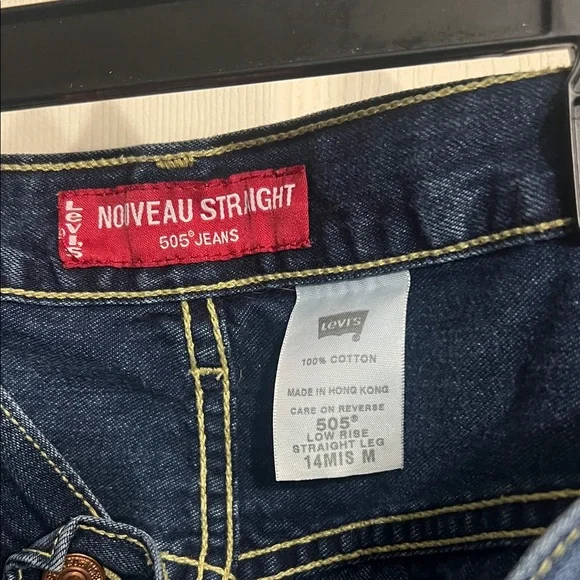 Levi's
NOUVEAU STRAIGHT
505® JEANS
Levi's
®
100% COTTON
MADE IN HONG KONG
CARE ON REVERSE
505®
LOW RISE
STRAIGHT LEG
14MIS M